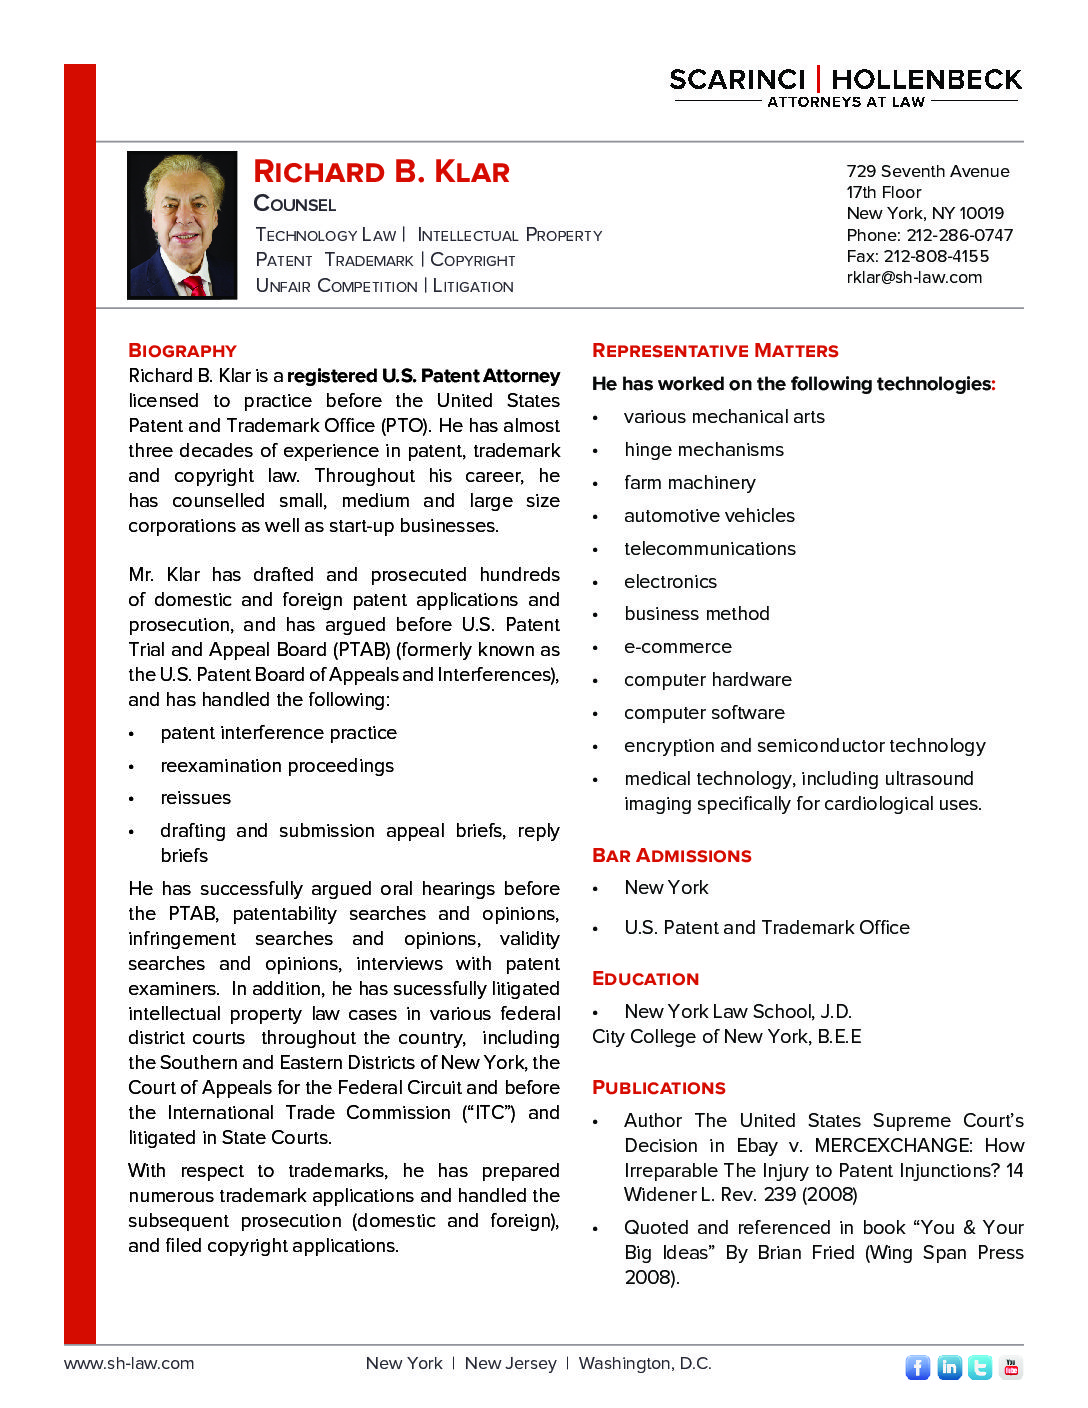 SCARINCI | HOLLENBECK
ATTORNEYS AT LAW
RICHARD B. KLAR
COUNSEL
TECHNOLOGY LAW | INTELLECTUAL PROPERTY
PATENT TRADEMARK | COPYRIGHT
UNFAIR COMPETITION | LITIGATION
729 Seventh Avenue
17th Floor
New York, NY 10019
Phone: 212-286-0747
Fax: 212-808-4155
rklar@sh-law.com
BIOGRAPHY
Richard B. Klar is a registered U.S. Patent Attorney
licensed to practice before the United States
Patent and Trademark Office (PTO). He has almost
three decades of experience in patent, trademark
and copyright law. Throughout his career, he
has counselled small, medium and large size
corporations as well as start-up businesses.
Mr. Klar has drafted and prosecuted hundreds
of domestic and foreign patent applications and
prosecution, and has argued before U.S. Patent
Trial and Appeal Board (PTAB) (formerly known as
the U.S. Patent Board of Appeals and Interferences),
and has handled the following:
• patent interference practice
• reexamination proceedings
• reissues
• drafting and submission appeal briefs, reply
briefs
He has successfully argued oral hearings before
the PTAB, patentability searches and opinions,
infringement searches and opinions, validity
searches and opinions, interviews with patent
examiners. In addition, he has sucessfully litigated
intellectual property law cases in various federal
district courts throughout the country, including
the Southern and Eastern Districts of New York, the
Court of Appeals for the Federal Circuit and before
the International Trade Commission (“ITC”) and
litigated in State Courts.
With respect to trademarks, he has prepared
numerous trademark applications and handled the
subsequent prosecution (domestic and foreign),
and filed copyright applications.
REPRESENTATIVE MATTERS
He has worked on the following technologies:
• various mechanical arts
• hinge mechanisms
• farm machinery
• automotive vehicles
• telecommunications
• electronics
• business method
• e-commerce
• computer hardware
• computer software
• encryption and semiconductor technology
• medical technology, including ultrasound
imaging specifically for cardiological uses.
BAR ADMISSIONS
• New York
• U.S. Patent and Trademark Office
EDUCATION
• New York Law School, J.D.
City College of New York, B.E.E
PUBLICATIONS
• Author The United States Supreme Court’s
Decision in Ebay v. MERCEXCHANGE: How
Irreparable The Injury to Patent Injunctions? 14
Widener L. Rev. 239 (2008)
• Quoted and referenced in book “You & Your
Big Ideas” By Brian Fried (Wing Span Press
2008).
www.sh-law.com
New York | New Jersey | Washington, D.C.
f
in
t
You
Tube